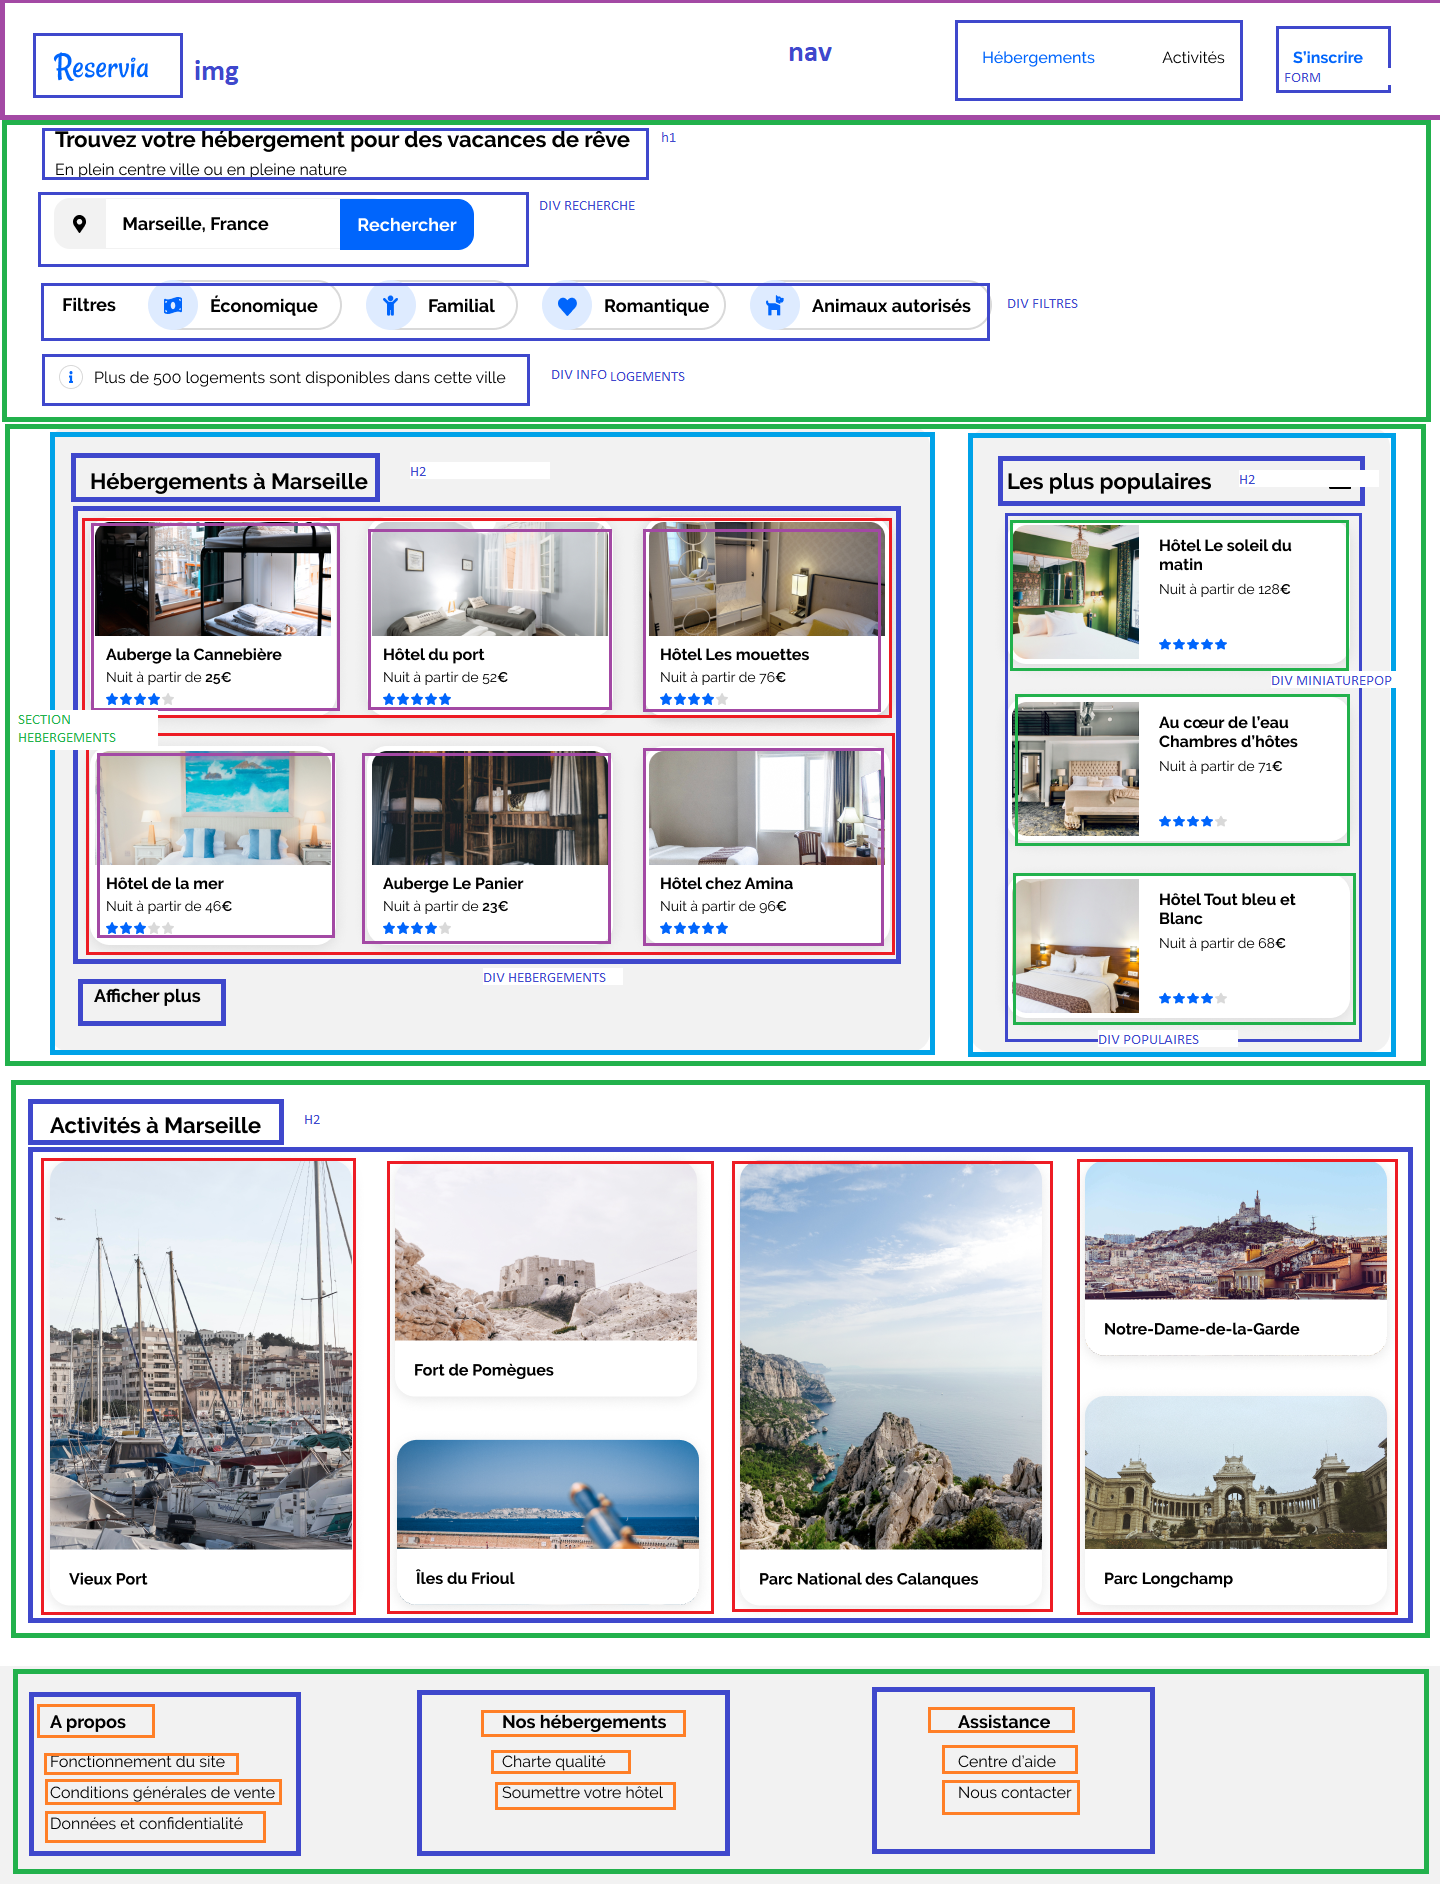 Reservia
img
nav
Hébergements
Activités
S'inscrire
FORM
Trouvez votre hébergement pour des vacances de rêve
h1
En plein centre ville ou en pleine nature
DIV RECHERCHE
Marseille, France
Rechercher
Filtres
Économique
Familial
Romantique
Animaux autorisés
DIV FILTRES
Plus de 500 logements sont disponibles dans cette ville
DIV INFO LOGEMENTS
Hébergements à Marseille
H2
Auberge la Cannebière
Nuit à partir de 25€
Hôtel du port
Nuit à partir de 52€
Hôtel Les mouettes
Nuit à partir de 76€
SECTION
HEBERGEMENTS
Hôtel de la mer
Nuit à partir de 46€
Auberge Le Panier
Nuit à partir de 23€
Hôtel chez Amina
Nuit à partir de 96€
DIV HEBERGEMENTS
Afficher plus
Les plus populaires
H2
Hôtel Le soleil du
matin
Nuit à partir de 128€
DIV MINIATUREPOP
Au cœur de l'eau
Chambres d'hôtes
Nuit à partir de 71€
Hôtel Tout bleu et
Blanc
Nuit à partir de 68€
DIV POPULAIRES
Activités à Marseille
H2
Vieux Port
Fort de Pomègues
Îles du Frioul
Parc National des Calanques
Notre-Dame-de-la-Garde
Parc Longchamp
A propos
Fonctionnement du site
Conditions générales de vente
Données et confidentialité
Nos hébergements
Charte qualité
Soumettre votre hôtel
Assistance
Centre d'aide
Nous contacter